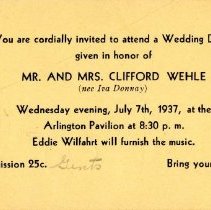 You are cordially invited to attend a Wedding D
given in honor of
MR. AND MRS. CLIFFORD WEHLE
(nee Iva Donnay)
Wednesday evening, July 7th, 1937, at the
Arlington Pavilion at 8:30 p. m.
Eddie Wilfahrt will furnish the music.
ission 25c. Gents Bring your